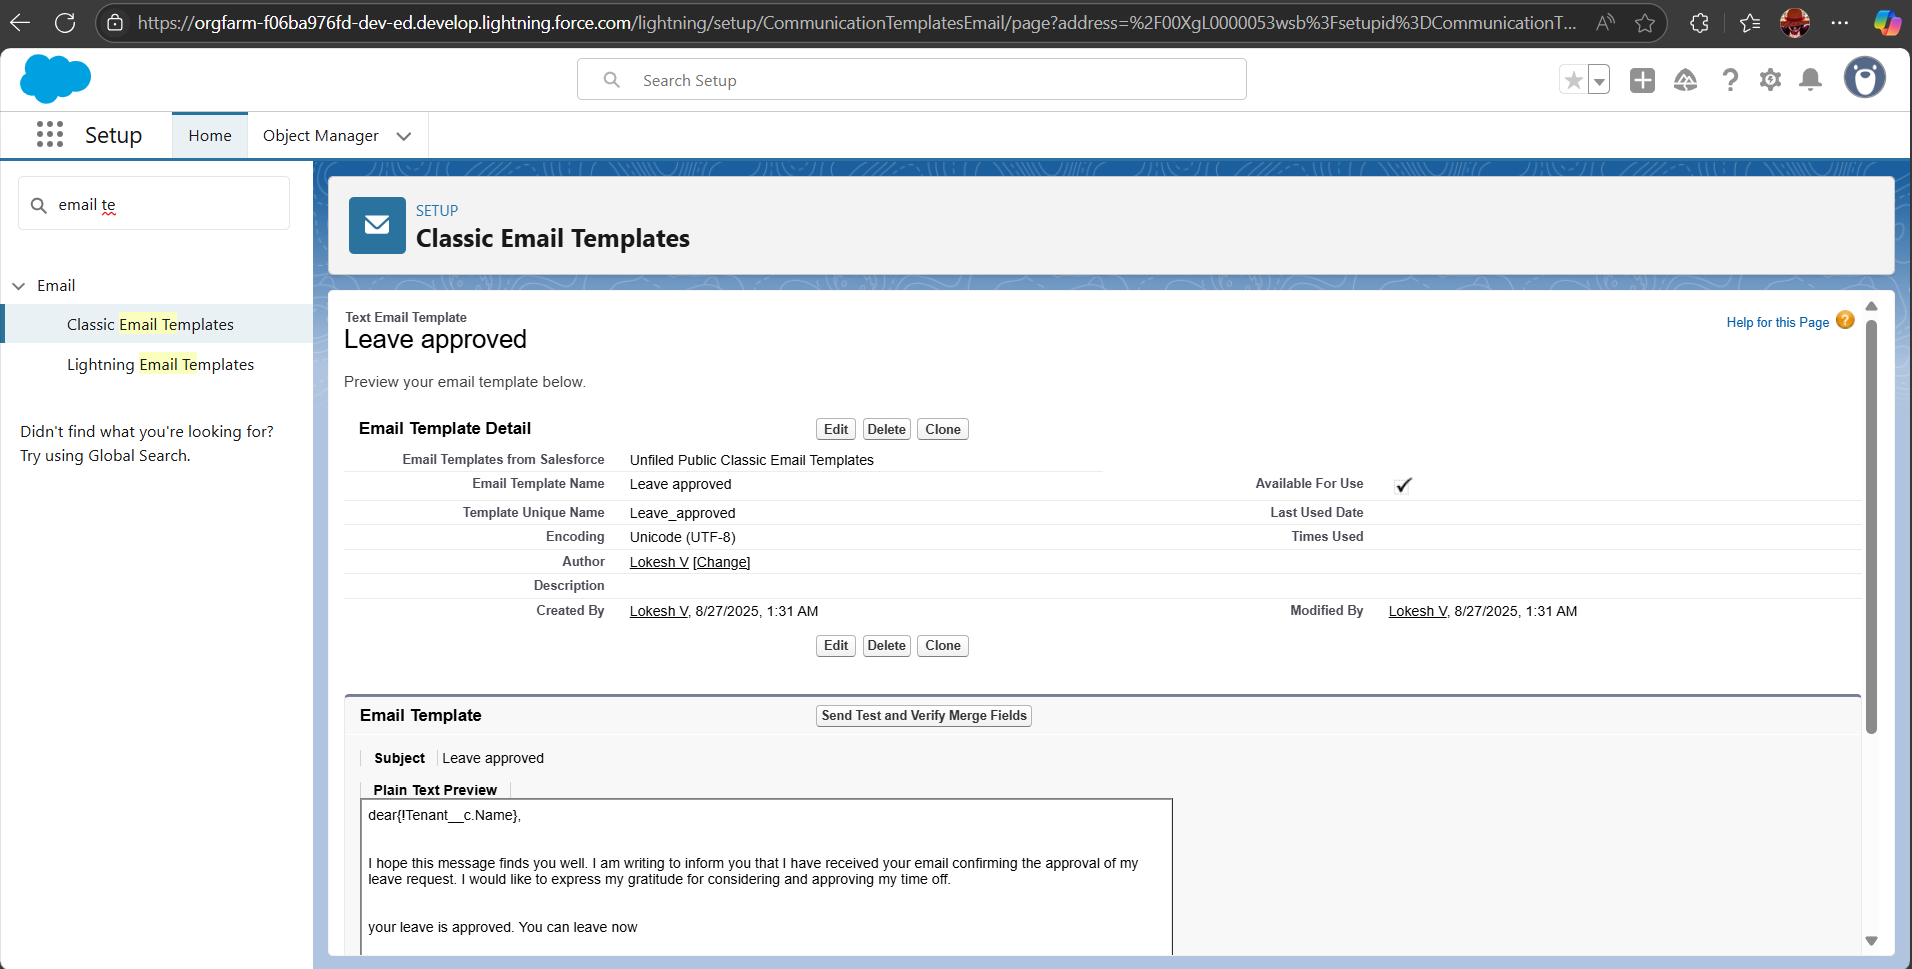 https://orgfarm-f06ba976fd-dev-ed.develop.lightning.force.com/lightning/setup/CommunicationTemplatesEmail/page?address=%2F00XgL0000053wsb%3Fsetupid%3DCommunicationT...
Search Setup
Setup
Home
Object Manager
email te
Email
Classic Email Templates
Lightning Email Templates
Didn't find what you're looking for?
Try using Global Search.
SETUP
Classic Email Templates
Text Email Template
Leave approved
Help for this Page
Preview your email template below.
Email Template Detail
Edit Delete Clone
Email Templates from Salesforce Unfiled Public Classic Email Templates
Email Template Name Leave approved Available For Use
Template Unique Name Leave_approved Last Used Date
Encoding Unicode (UTF-8) Times Used
Author Lokesh V [Change]
Description
Created By Lokesh V, 8/27/2025, 1:31 AM Modified By Lokesh V, 8/27/2025, 1:31 AM
Edit Delete Clone
Email Template Send Test and Verify Merge Fields
Subject Leave approved
Plain Text Preview
dear{!Tenant__c.Name},
I hope this message finds you well. I am writing to inform you that I have received your email confirming the approval of my
leave request. I would like to express my gratitude for considering and approving my time off.
your leave is approved. You can leave now